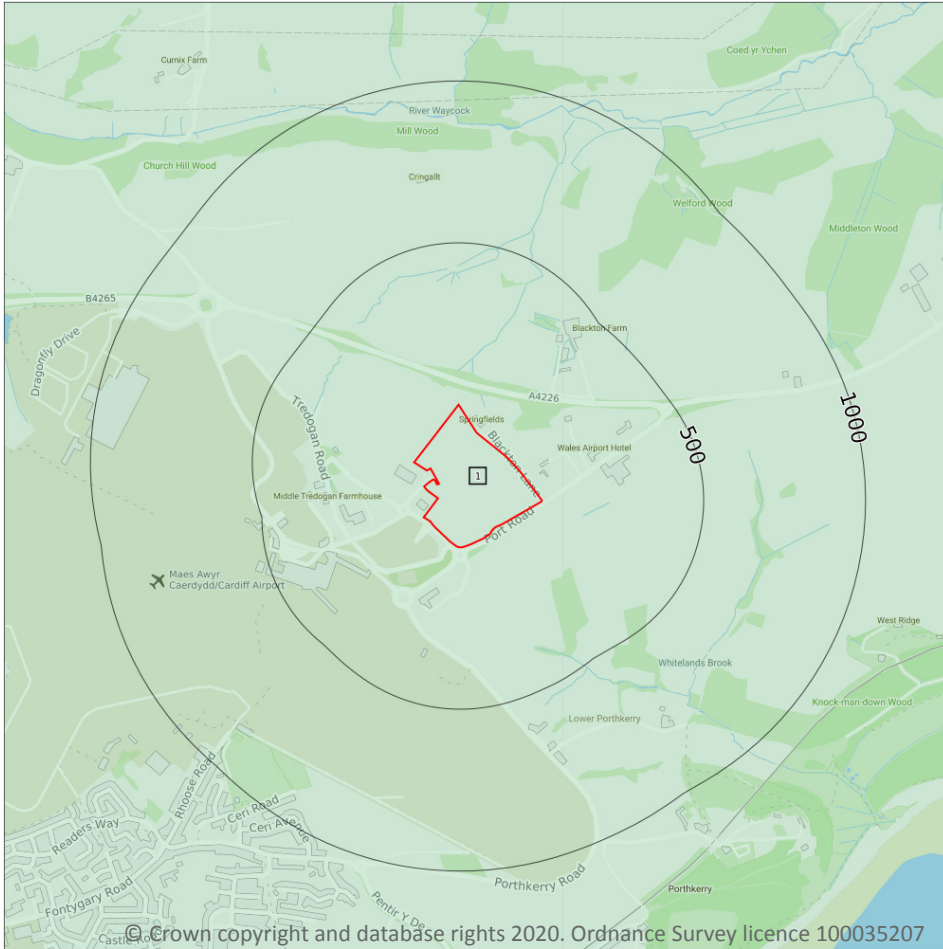 Curnix Farm
Coed yr Ychen
River Waycock
Mill Wood
Church Hill Wood
Cringallt
Welford Wood
Middleton Wood
B4265
Blackton Farm
Dragonfly Drive
A4226
1000
Tredogan Road
Springfields
500
Blackton Lane
Wales Airport Hotel
1
Middle Tredogan Farmhouse
Port Road
Maes Awyr
Caerdydd/Cardiff Airport
West Ridge
Whitelands Brook
Knock-man-down Wood
Lower Porthkerry
Rhoose Road
Ceri Road
Readers Way
Ceri Avenue
Porthkerry Road
Fontygary Road
Porthkerry
Pentir Y De
Castle Road
© Crown copyright and database rights 2020. Ordnance Survey licence 100035207